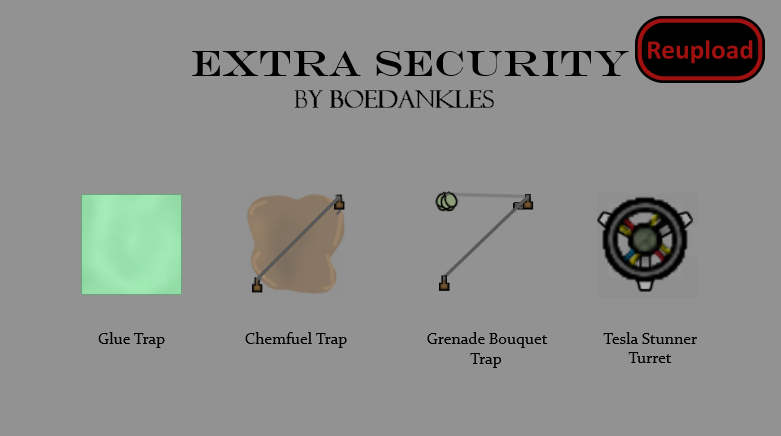 Reupload
EXTRA SECURITY
BY BOEDANKLES
Glue Trap
Chemfuel Trap
Grenade Bouquet
Trap
Tesla Stunner
Turret